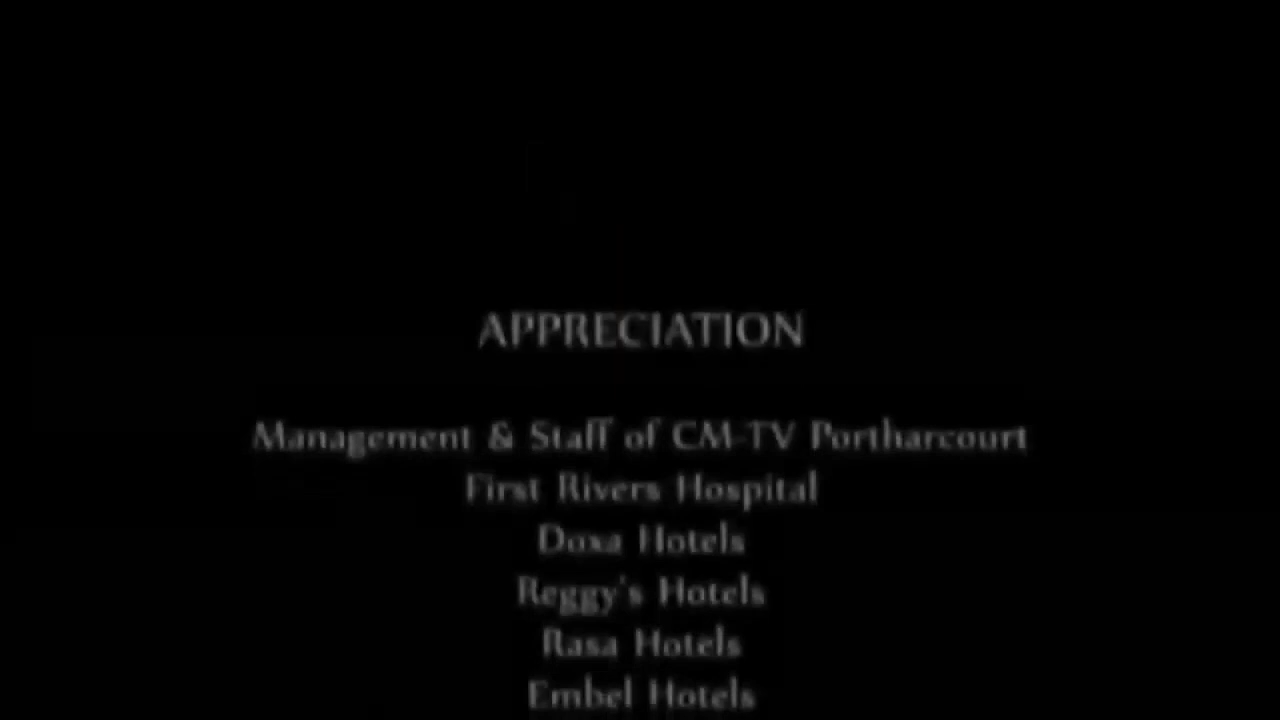 APPRECIATION
Management & Staff of CM-TV Portharcourt
First Rivers Hospital
Doxa Hotels
Reggy's Hotels
Rasa Hotels
Embel Hotels